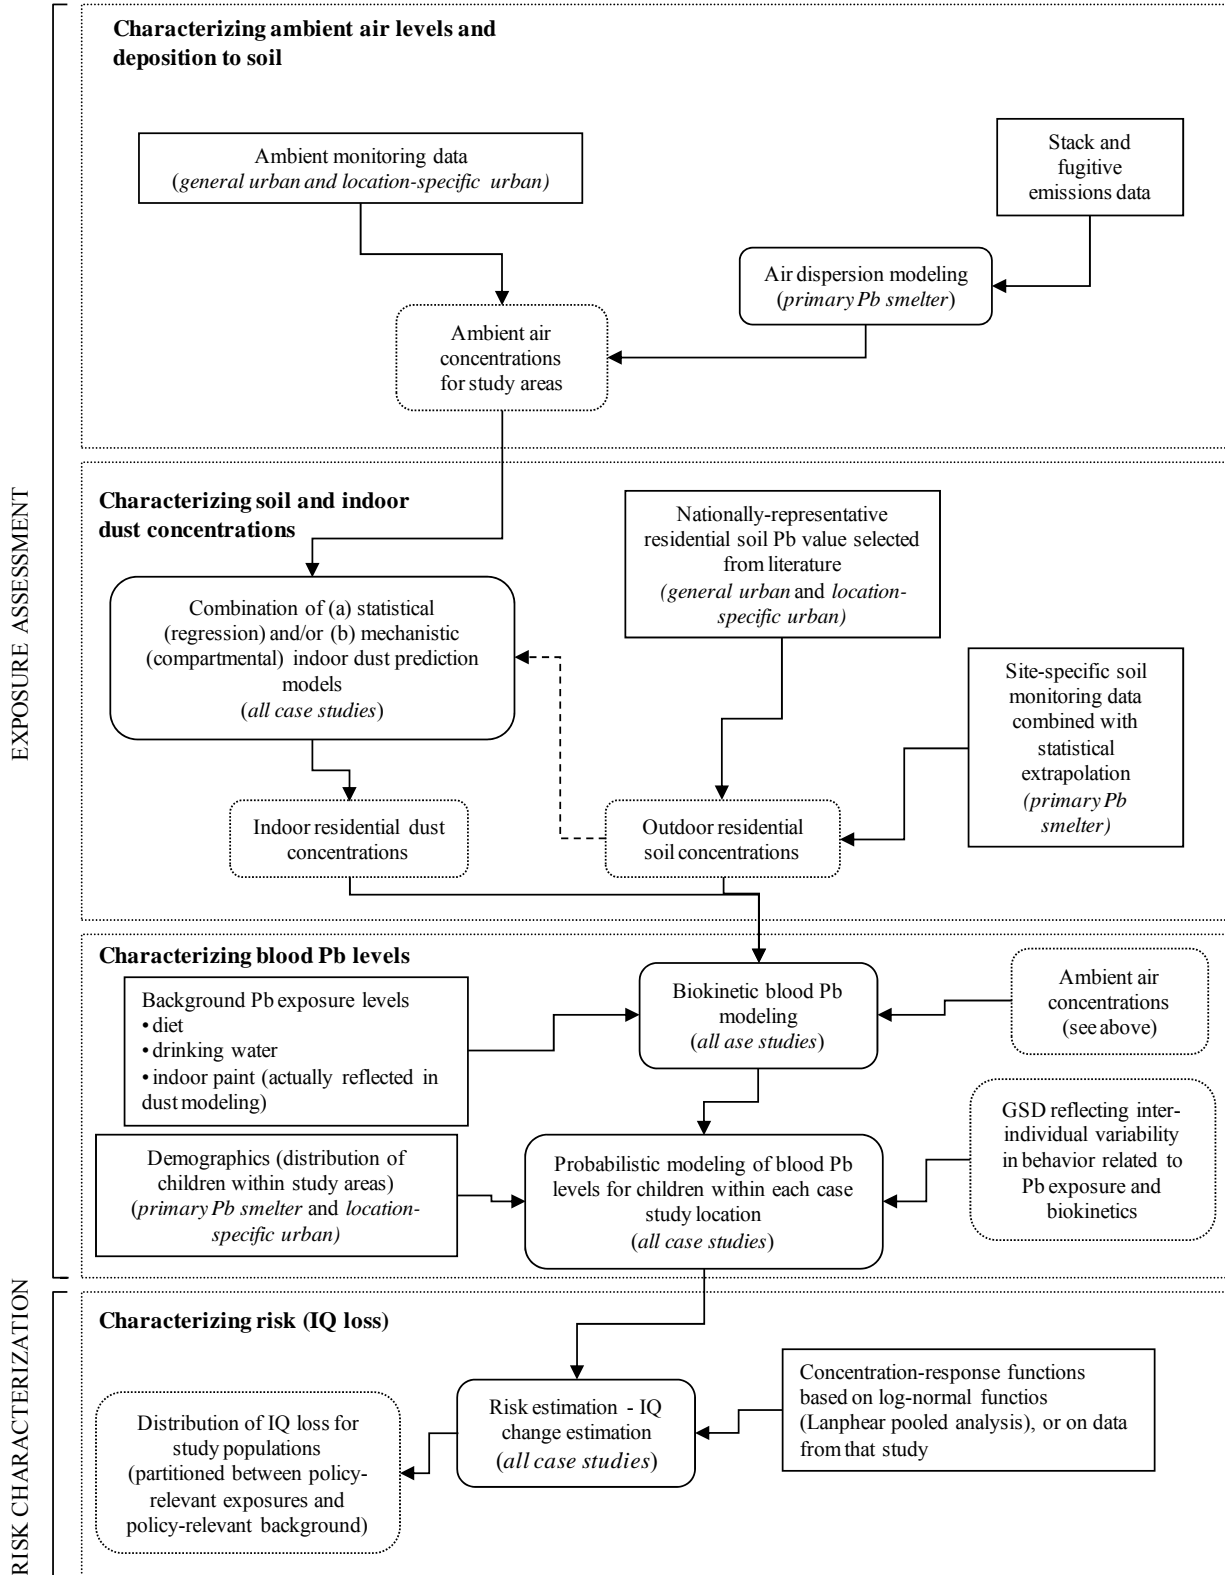 EXPOSURE ASSESSMENT
RISK CHARACTERIZATION
Characterizing ambient air levels and
deposition to soil
Ambient monitoring data
(general urban and location-specific urban)
Stack and
fugitive
emissions data
Air dispersion modeling
(primary Pb smelter)
Ambient air
concentrations
for study areas
Characterizing soil and indoor
dust concentrations
Nationally-representative
residential soil Pb value selected
from literature
(general urban and location-
specific urban)
Combination of (a) statistical
(regression) and/or (b) mechanistic
(compartmental) indoor dust prediction
models
(all case studies)
Site-specific soil
monitoring data
combined with
statistical
extrapolation
(primary Pb
smelter)
Indoor residential dust
concentrations
Outdoor residential
soil concentrations
Characterizing blood Pb levels
Background Pb exposure levels
• diet
• drinking water
• indoor paint (actually reflected in
dust modeling)
Biokinetic blood Pb
modeling
(all ase studies)
Ambient air
concentrations
(see above)
Demographics (distribution of
children within study areas)
(primary Pb smelter and location-
specific urban)
Probabilistic modeling of blood Pb
levels for children within each case
study location
(all case studies)
GSD reflecting inter-
individual variability
in behavior related to
Pb exposure and
biokinetics
Characterizing risk (IQ loss)
Distribution of IQ loss for
study populations
(partitioned between policy-
relevant exposures and
policy-relevant background)
Risk estimation - IQ
change estimation
(all case studies)
Concentration-response functions
based on log-normal functios
(Lanphear pooled analysis), or on data
from that study